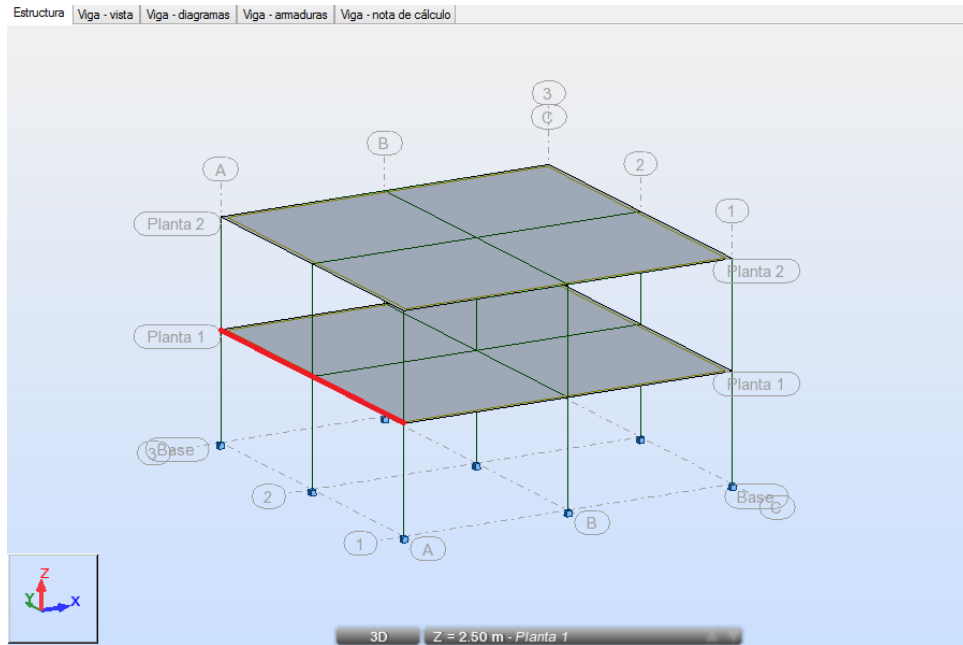 Estructura Viga - vista Viga - diagramas Viga - armaduras Viga - nota de cálculo
3
C
B
2
A
1
Planta 2
Planta 2
Planta 1
Planta 1
3 Base
2
Base
C
B
1
A
Z
Y
X
3D Z = 2.50 m - Planta 1